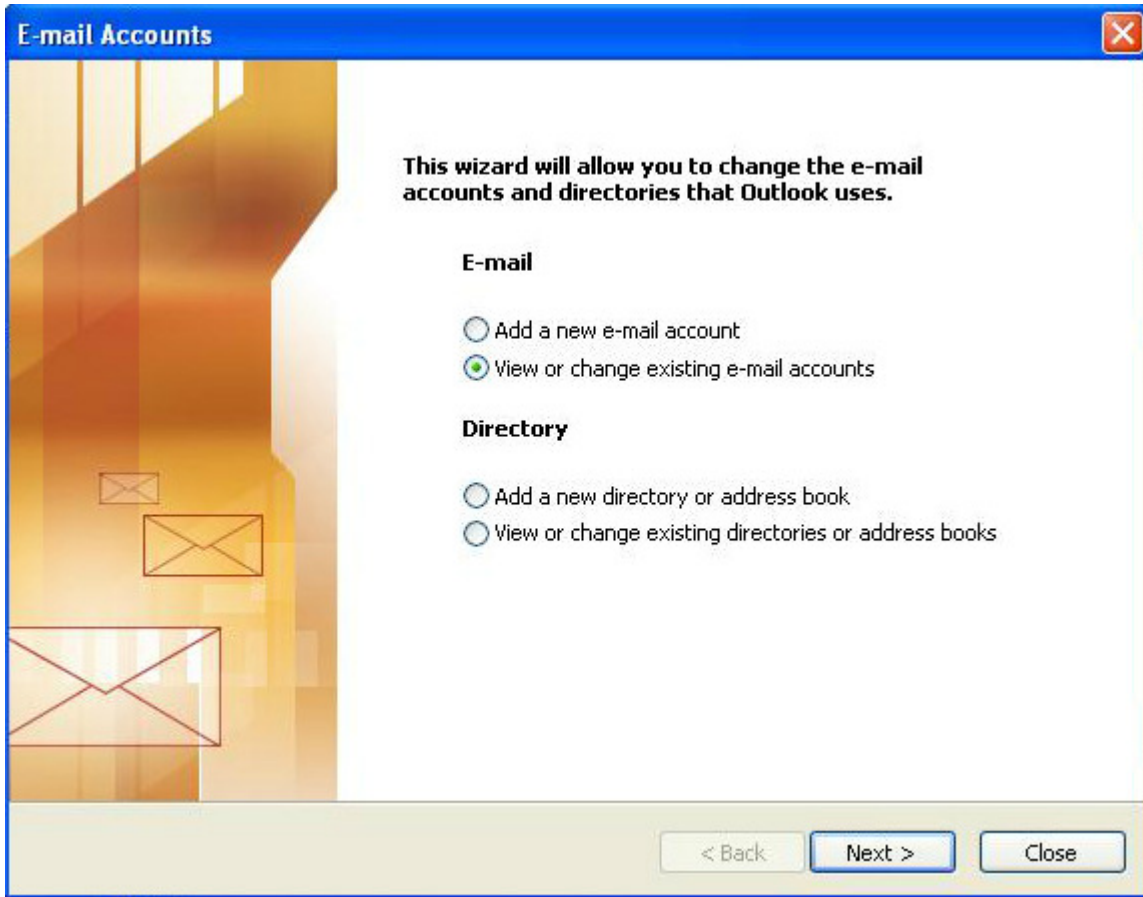 E-mail Accounts
This wizard will allow you to change the e-mail
accounts and directories that Outlook uses.
E-mail
Add a new e-mail account
View or change existing e-mail accounts
Directory
Add a new directory or address book
View or change existing directories or address books
< Back Next > Close